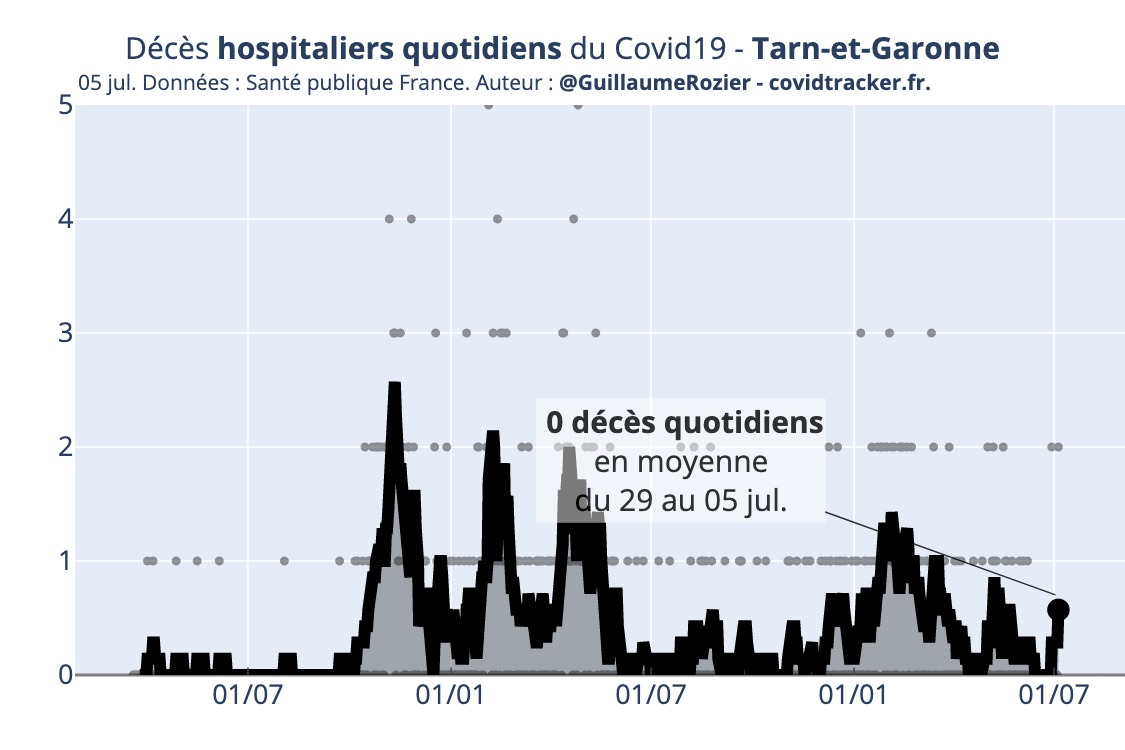 Décès hospitaliers quotidiens du Covid19 - Tarn-et-Garonne
05 jul. Données : Santé publique France. Auteur : @GuillaumeRozier - covidtracker.fr.
5
4
3
2
1
0
0 décès quotidiens
en moyenne
du 29 au 05 jul.
01/07 01/01 01/07 01/01 01/07